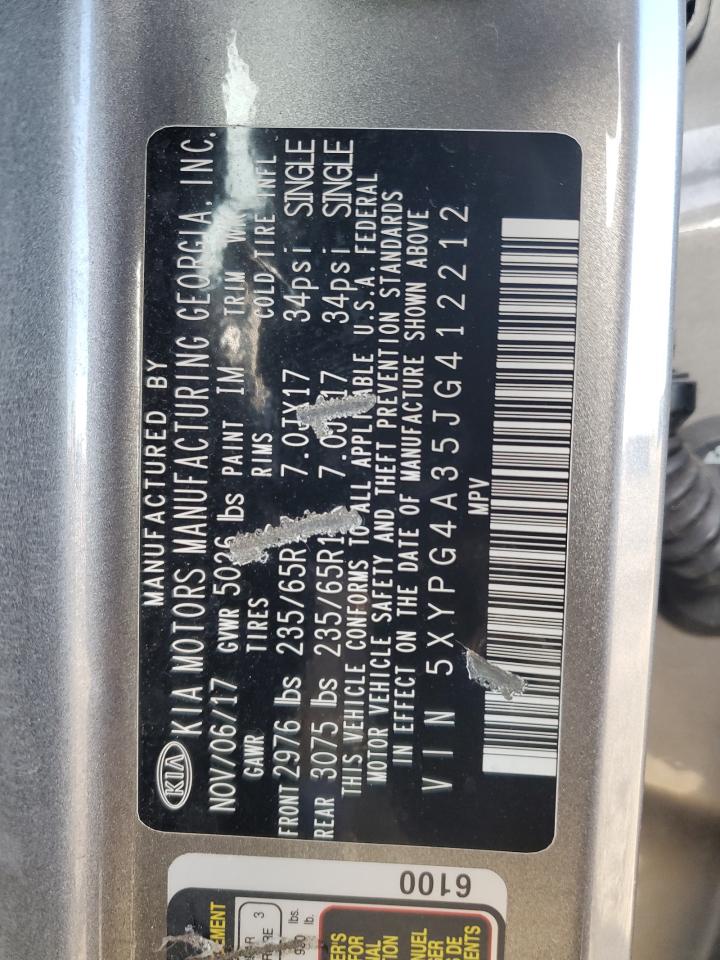 MANUFACTURED BY
KIA KIA MOTORS MANUFACTURING GEORGIA, INC.
NOV/06/17 GVWR 5026 lbs PAINT IM TRIM
GAWR TIRES RIMS COLD TIRE INFL
FRONT 2976 lbs 235/65R 7.0JX17 34psi SINGLE
REAR 3075 lbs 235/65R1 7.0J 17 34psi SINGLE
THIS VEHICLE CONFORMS TO ALL APPLICABLE U.S.A. FEDERAL
MOTOR VEHICLE SAFETY AND THEFT PREVENTION STANDARDS
IN EFFECT ON THE DATE OF MANUFACTURE SHOWN ABOVE
VIN 5XYPG4A35JG412212
MPV
6100